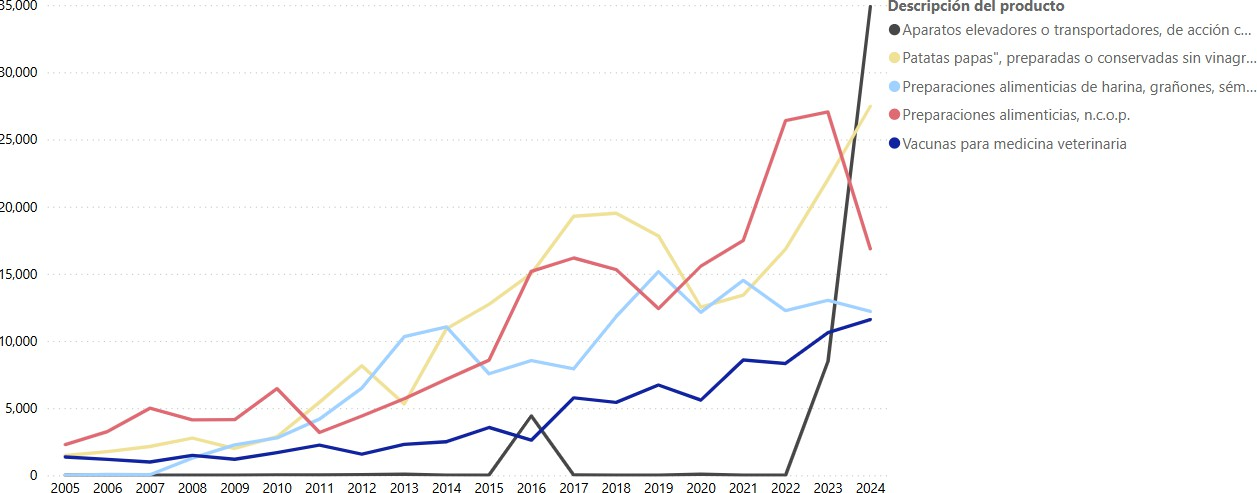 35,000
30,000
25,000
20,000
15,000
10,000
5,000
0
2005 2006 2007 2008 2009 2010 2011 2012 2013 2014 2015 2016 2017 2018 2019 2020 2021 2022 2023 2024
Descripción del producto
Aparatos elevadores o transportadores, de acción c...
Patatas papas", preparadas o conservadas sin vinagr...
Preparaciones alimenticias de harina, grañones, sém...
Preparaciones alimenticias, n.c.o.p.
Vacunas para medicina veterinaria